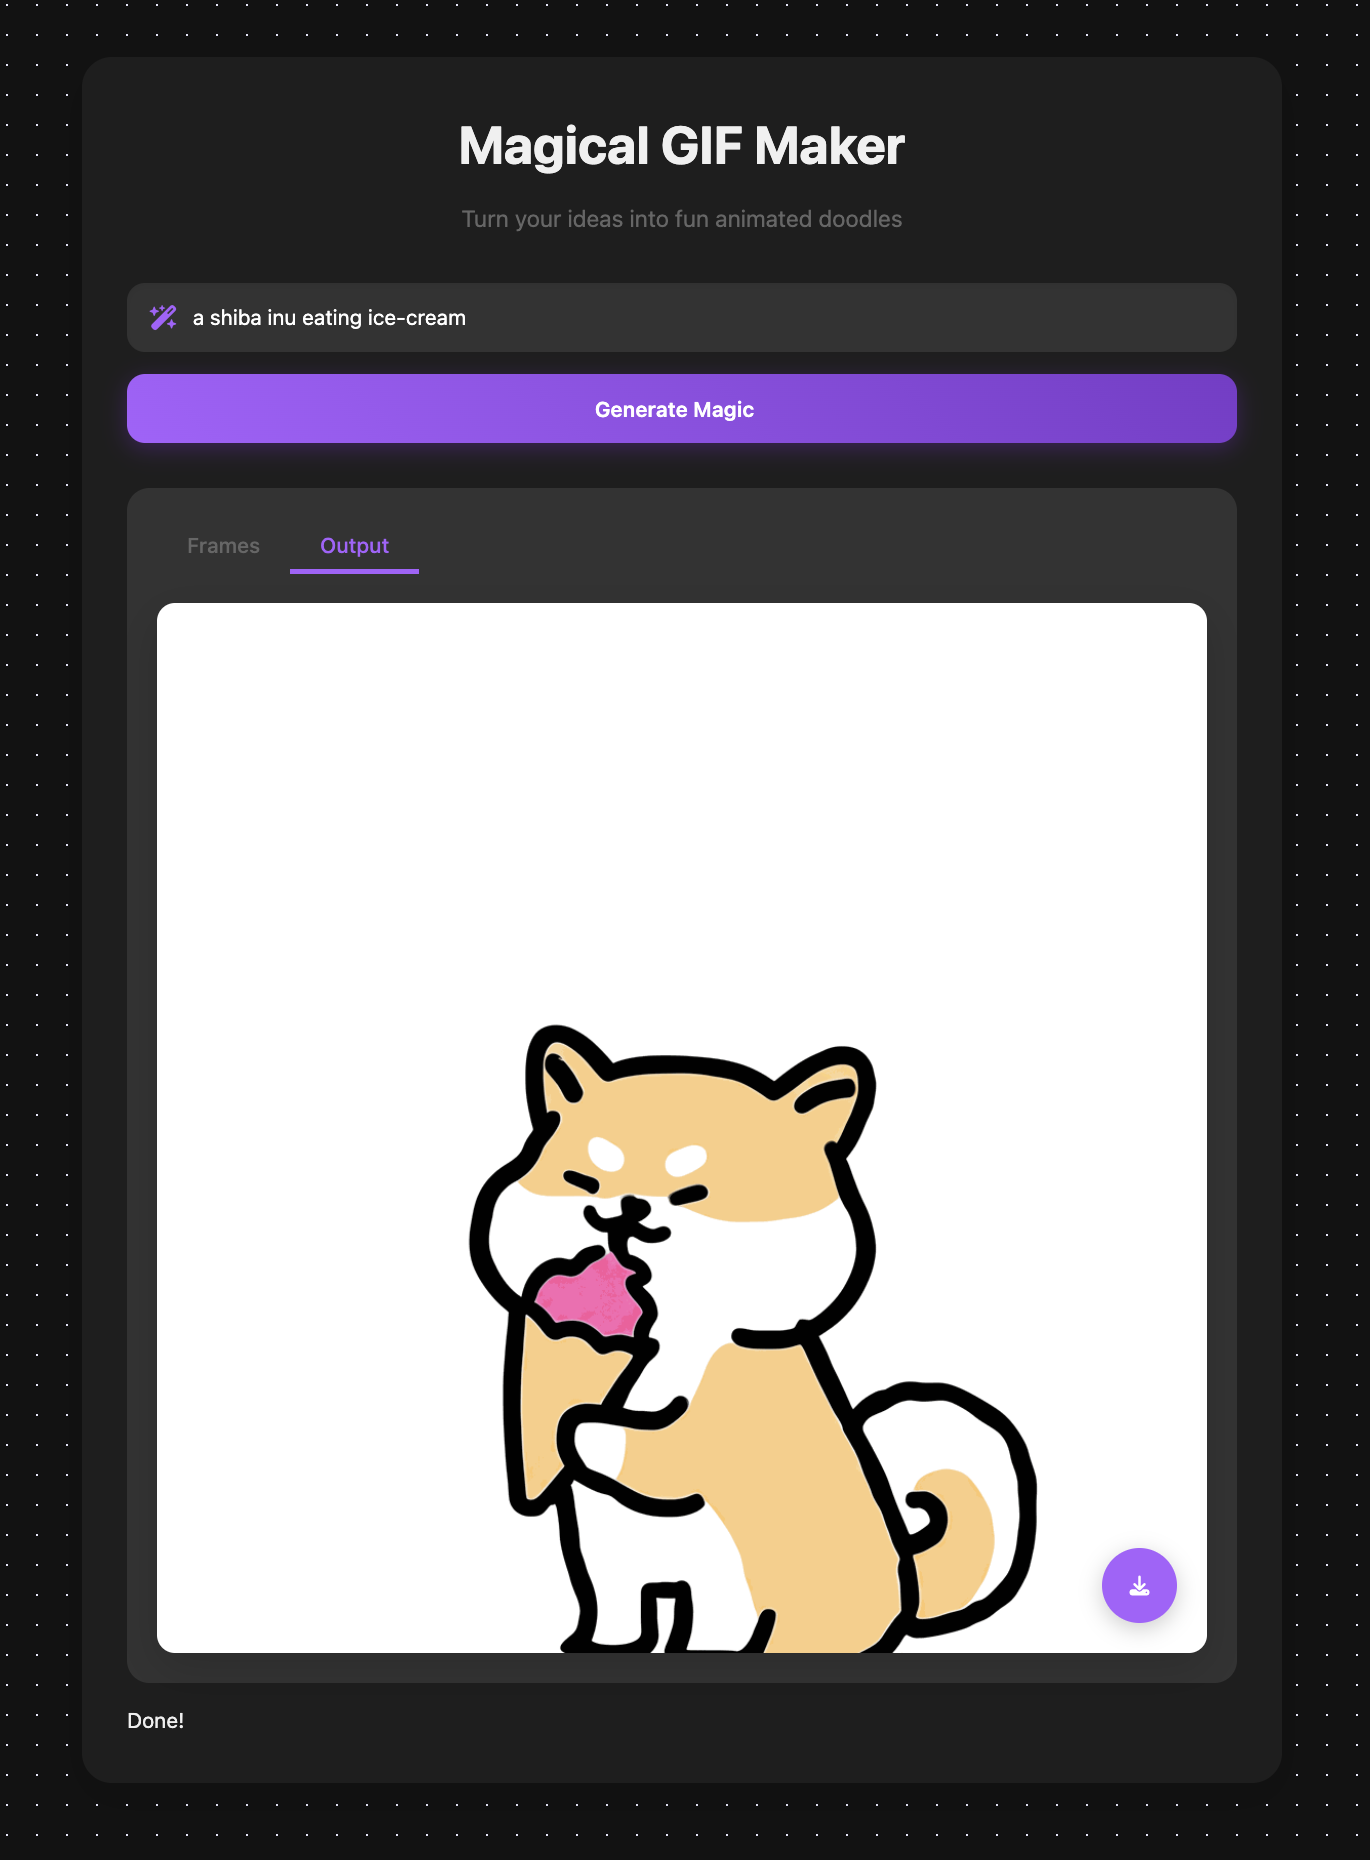 Magical GIF Maker
Turn your ideas into fun animated doodles
a shiba inu eating ice-cream
Generate Magic
Frames Output
Done!